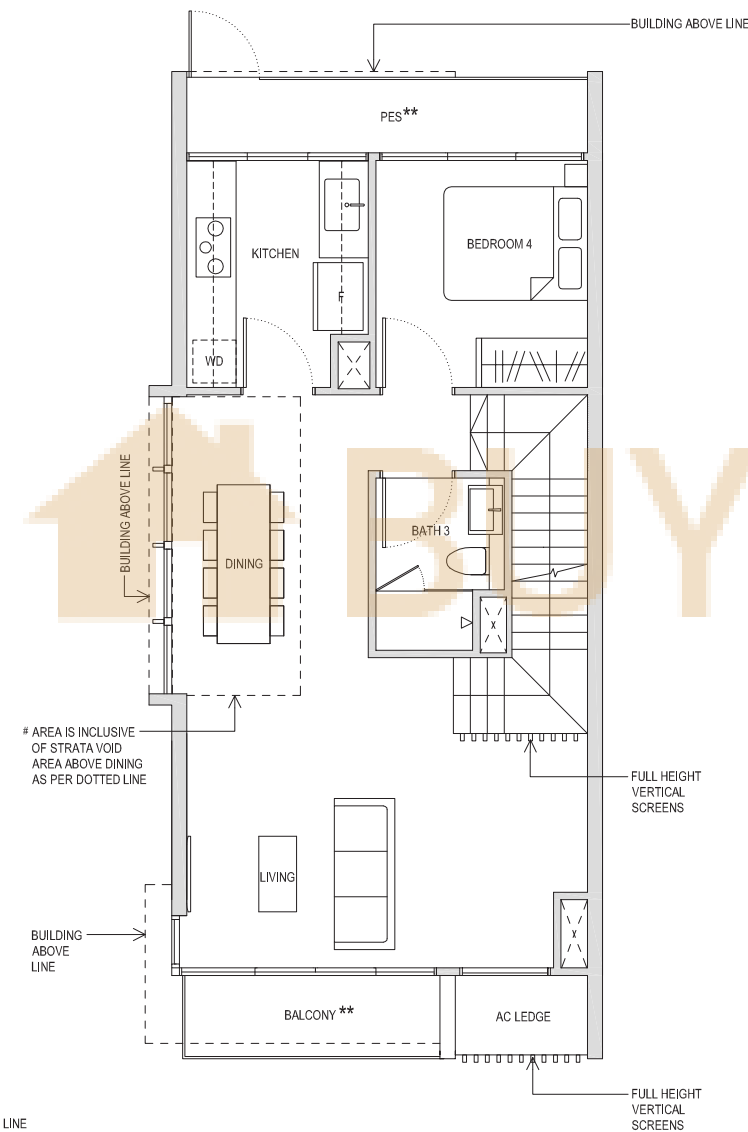 BUILDING ABOVE LINE
PES**
KITCHEN
BEDROOM 4
F
WD
BUY
BUILDING ABOVE LINE
BATH 3
DINING
# AREA IS INCLUSIVE
OF STRATA VOID
AREA ABOVE DINING
AS PER DOTTED LINE
FULL HEIGHT
VERTICAL
SCREENS
LIVING
BUILDING
ABOVE
LINE
BALCONY **
AC LEDGE
FULL HEIGHT
VERTICAL
SCREENS
LINE